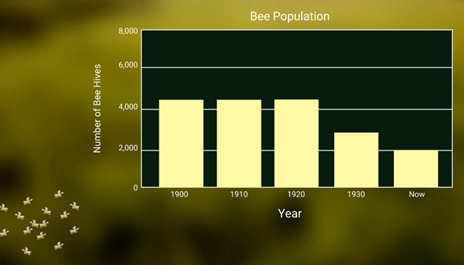 Bee Population
Number of Bee Hives
8,000
6,000
4,000
2,000
0
1900
1910
1920
1930
Now
Year